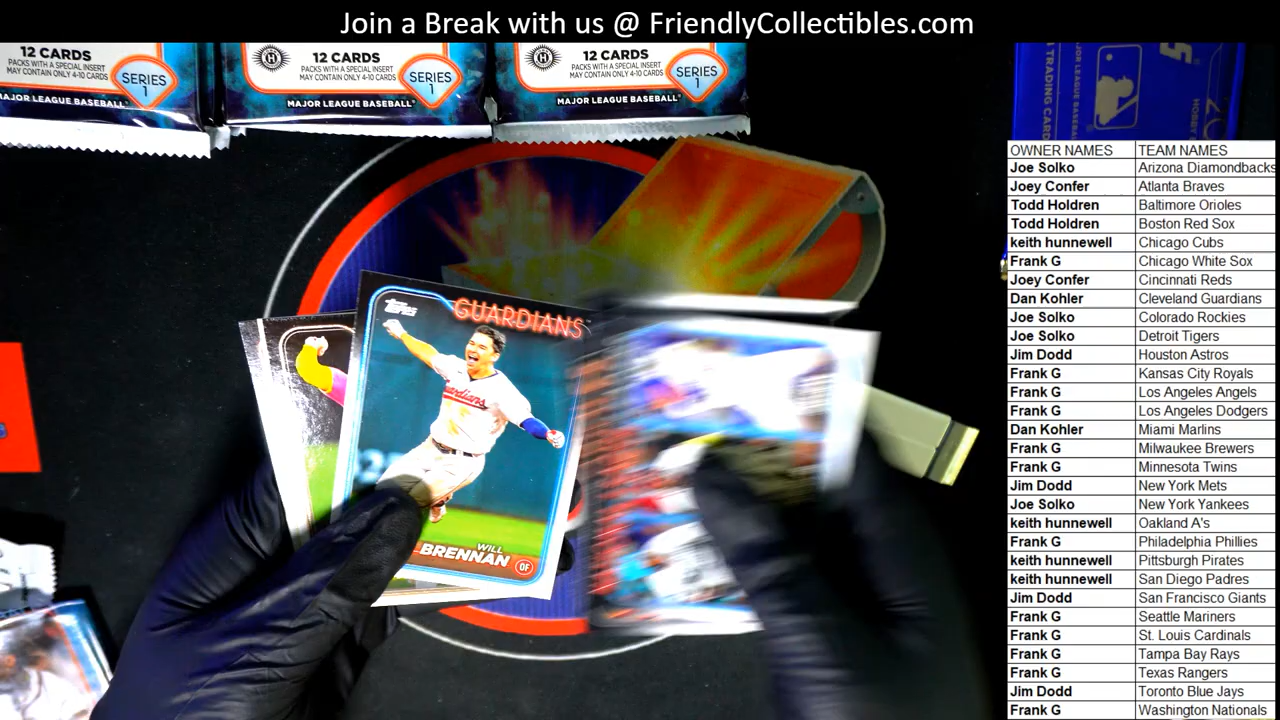 Join a Break with us @ FriendlyCollectibles.com
12 CARDS
PACKS WITH A SPECIAL INSERT
MAY CONTAIN ONLY 4-10 CARDS
SERIES
1
MAJOR LEAGUE BASEBALL
12 CARDS
PACKS WITH A SPECIAL INSERT
MAY CONTAIN ONLY 4-10 CARDS
SERIES
1
MAJOR LEAGUE BASEBALL®
12 CARDS
PACKS WITH A SPECIAL INSERT
MAY CONTAIN ONLY 4-10 CARDS
SERIES
1
MAJOR LEAGUE BASEBALL®
TRADING CARD
MAJOR LEAGUE BASEBALL
HOBBY
Topps
GUARDIANS
Guardians
WILL
BRENNAN
OF
OWNER NAMES TEAM NAMES
Joe Solko Arizona Diamondbacks
Joey Confer Atlanta Braves
Todd Holdren Baltimore Orioles
Todd Holdren Boston Red Sox
keith hunnewell Chicago Cubs
Frank G Chicago White Sox
Joey Confer Cincinnati Reds
Dan Kohler Cleveland Guardians
Joe Solko Colorado Rockies
Joe Solko Detroit Tigers
Jim Dodd Houston Astros
Frank G Kansas City Royals
Frank G Los Angeles Angels
Frank G Los Angeles Dodgers
Dan Kohler Miami Marlins
Frank G Milwaukee Brewers
Frank G Minnesota Twins
Jim Dodd New York Mets
Joe Solko New York Yankees
keith hunnewell Oakland A's
Frank G Philadelphia Phillies
keith hunnewell Pittsburgh Pirates
keith hunnewell San Diego Padres
Jim Dodd San Francisco Giants
Frank G Seattle Mariners
Frank G St. Louis Cardinals
Frank G Tampa Bay Rays
Frank G Texas Rangers
Jim Dodd Toronto Blue Jays
Frank G Washington Nationals